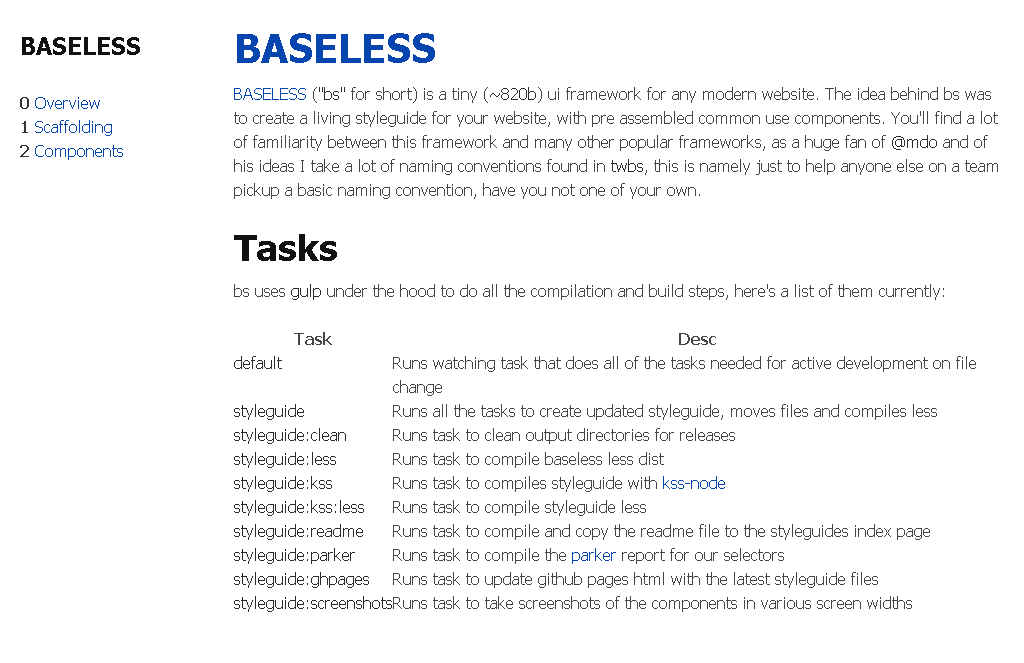 BASELESS
0 Overview
1 Scaffolding
2 Components
BASELESS
BASELESS ("bs" for short) is a tiny (~820b) ui framework for any modern website. The idea behind bs was
to create a living styleguide for your website, with pre assembled common use components. You'll find a lot
of familiarity between this framework and many other popular frameworks, as a huge fan of @mdo and of
his ideas I take a lot of naming conventions found in twbs, this is namely just to help anyone else on a team
pickup a basic naming convention, have you not one of your own.
Tasks
bs uses gulp under the hood to do all the compilation and build steps, here's a list of them currently:
Task Desc
default Runs watching task that does all of the tasks needed for active development on file
change
styleguide Runs all the tasks to create updated styleguide, moves files and compiles less
styleguide:clean Runs task to clean output directories for releases
styleguide:less Runs task to compile baseless less dist
styleguide:kss Runs task to compiles styleguide with kss-node
styleguide:kss:less Runs task to compile styleguide less
styleguide:readme Runs task to compile and copy the readme file to the styleguides index page
styleguide:parker Runs task to compile the parker report for our selectors
styleguide:ghpages Runs task to update github pages html with the latest styleguide files
styleguide:screenshots Runs task to take screenshots of the components in various screen widths